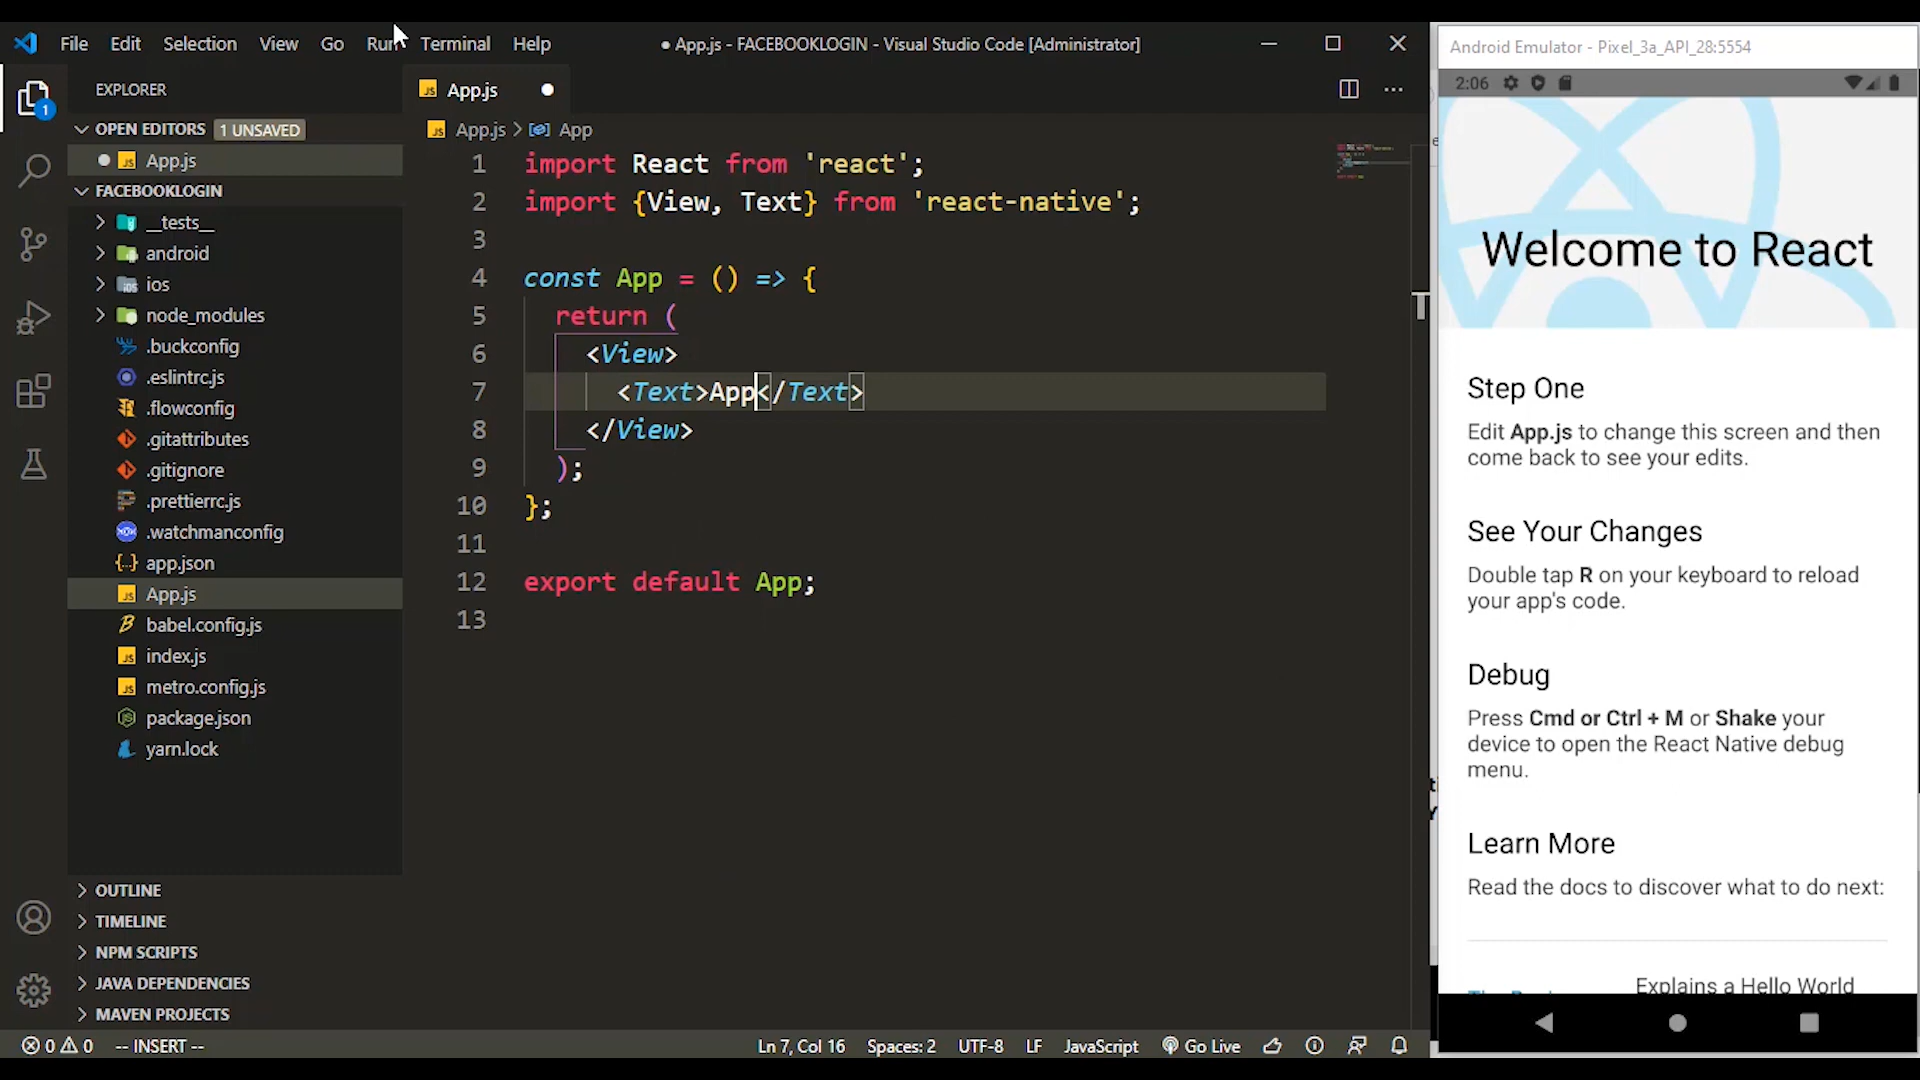 File Edit Selection View Go Run Terminal Help
● App.js - FACEBOOKLOGIN - Visual Studio Code [Administrator]
EXPLORER
OPEN EDITORS 1 UNSAVED
App.js
FACEBOOKLOGIN
__tests__
android
ios
node_modules
.buckconfig
.eslintrc.js
.flowconfig
.gitattributes
.gitignore
.prettierrc.js
.watchmanconfig
app.json
App.js
babel.config.js
index.js
metro.config.js
package.json
yarn.lock
OUTLINE
TIMELINE
NPM SCRIPTS
JAVA DEPENDENCIES
MAVEN PROJECTS
1
App.js
App.js > App
1 import React from 'react';
2 import {View, Text} from 'react-native';
3
4 const App = () => {
5 return (
6 <View>
7 <Text>App</Text>
8 </View>
9 );
10 };
11
12 export default App;
13
0 0 -- INSERT --
Ln 7, Col 16 Spaces: 2 UTF-8 LF JavaScript Go Live
Android Emulator - Pixel_3a_API_28:5554
2:06
Welcome to React
Step One
Edit App.js to change this screen and then
come back to see your edits.
See Your Changes
Double tap R on your keyboard to reload
your app's code.
Debug
Press Cmd or Ctrl + M or Shake your
device to open the React Native debug
menu.
Learn More
Read the docs to discover what to do next:
Explains a Hello World